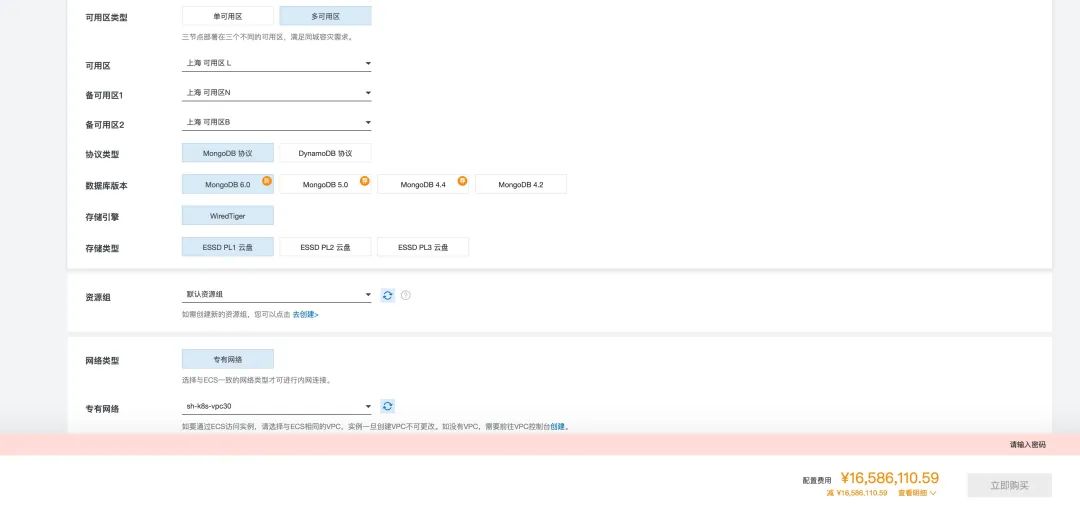 可用区类型 单可用区 多可用区
三节点部署在三个不同的可用区，满足同城容灾需求。
可用区 上海 可用区 L
备可用区1 上海 可用区N
备可用区2 上海 可用区B
协议类型 MongoDB 协议 DynamoDB 协议
数据库版本 MongoDB 6.0 MongoDB 5.0 MongoDB 4.4 MongoDB 4.2
存储引擎 WiredTiger
存储类型 ESSD PL1 云盘 ESSD PL2 云盘 ESSD PL3 云盘
资源组 默认资源组
如需创建新的资源组，您可以点击 去创建>
网络类型 专有网络
选择与ECS一致的网络类型才可进行内网连接。
专有网络 sh-k8s-vpc30
如要通过ECS访问实例，请选择与ECS相同的VPC，实例一旦创建VPC不可更改。如没有VPC，需要前往VPC控制台创建。
请输入密码
配置费用 ¥16,586,110.59 立即购买
减 ¥16,586,110.59 查看明细